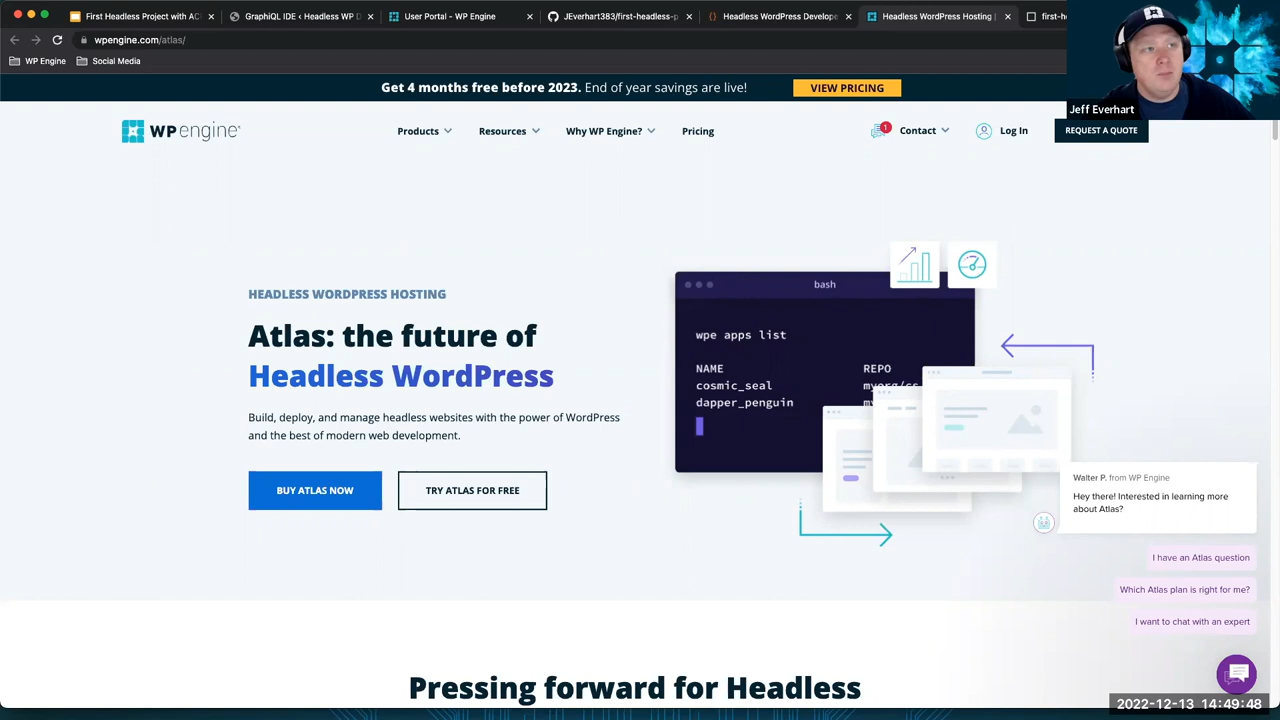 First Headless Project with AC
GraphiQL IDE ‹ Headless WP D
User Portal - WP Engine
JEverhart383/first-headless-p
Headless WordPress Develope
Headless WordPress Hosting |
first-he
wpengine.com/atlas/
WP Engine
Social Media
Jeff Everhart
Get 4 months free before 2023. End of year savings are live!
VIEW PRICING
WPengine
Products
Resources
Why WP Engine?
Pricing
1
Contact
Log In
REQUEST A QUOTE
HEADLESS WORDPRESS HOSTING
Atlas: the future of
Headless WordPress
Build, deploy, and manage headless websites with the power of WordPress
and the best of modern web development.
BUY ATLAS NOW
TRY ATLAS FOR FREE
bash
wpe apps list
NAME REPO
cosmic_seal
dapper_penguin
Walter P. from WP Engine
Hey there! Interested in learning more
about Atlas?
I have an Atlas question
Which Atlas plan is right for me?
I want to chat with an expert
Pressing forward for Headless
2022-12-13 14:49:48